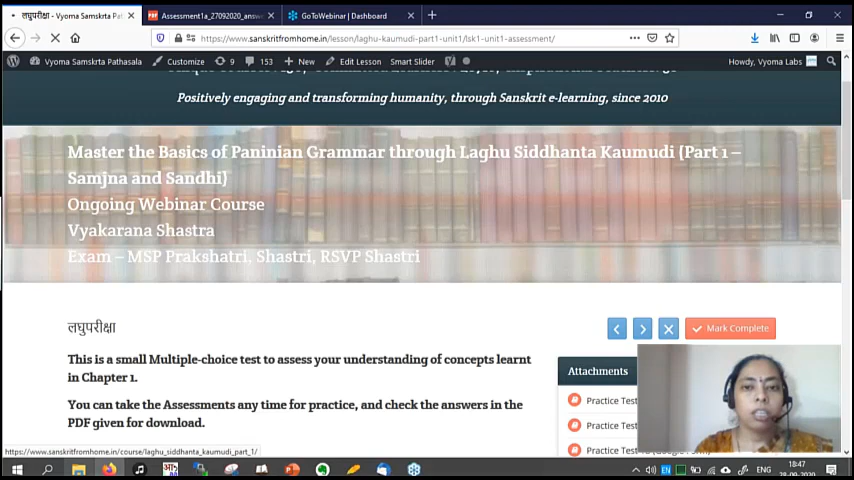 लघुपरीक्षा - Vyoma Samskrta Pat
Assessment1a_27092020_answ
GoToWebinar | Dashboard
https://www.sanskritfromhome.in/lesson/laghu-kaumudi-part1-unit1/lsk1-unit1-assessment/
Vyoma Samskrta Pathasala
Customize
9
153
New
Edit Lesson
Smart Slider
Howdy, Vyoma Labs
Positively engaging and transforming humanity, through Sanskrit e-learning, since 2010
Master the Basics of Paninian Grammar through Laghu Siddhanta Kaumudi {Part 1 –
Samjna and Sandhi}
Ongoing Webinar Course
Vyakarana Shastra
Exam – MSP Prakshatri, Shastri, RSVP Shastri
लघुपरीक्षा
Mark Complete
This is a small Multiple-choice test to assess your understanding of concepts learnt
in Chapter 1.
Attachments
You can take the Assessments any time for practice, and check the answers in the
PDF given for download.
Practice Test
Practice Test
Practice Test
https://www.sanskritfromhome.in/course/laghu_siddhanta_kaumudi_part_1/
EN
ENG
18:47
28-09-2020